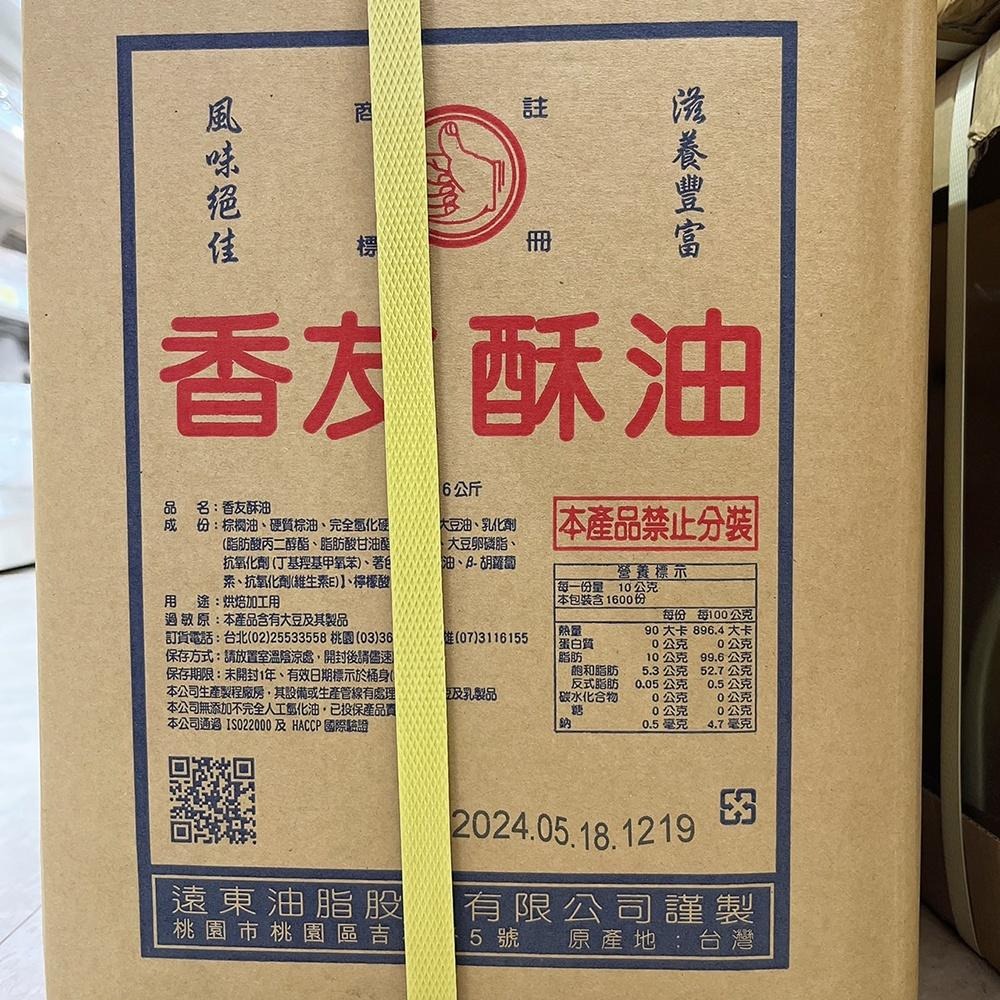 風味絕佳
商 註
標 冊
滋養豐富
香友酥油
6公斤
品 名:香友酥油
成 份:棕櫚油、硬質棕油、完全氫化硬 大豆油、乳化劑
(脂肪酸丙二醇酯、脂肪酸甘油酯 、大豆卵磷脂、
抗氧化劑(丁基羥基甲氧苯)、著色 油、β-胡蘿蔔
素、抗氧化劑(維生素E)】、檸檬酸
用 途:烘焙加工用
過敏原:本產品含有大豆及其製品
訂貨電話:台北(02)25533558 桃園(03)36 雄(07)3116155
保存方式:請放置室溫陰涼處,開封後請儘速
保存期限:未開封1年、有效日期標示於桶身(
本公司生產製程廠房,其設備或生產管線有處理 豆及乳製品
本公司無添加不完全人工氫化油,已投保產品責
本公司通過 ISO22000 及 HACCP 國際驗證
本產品禁止分裝
營養標示
每一份量 10公克
本包裝含1600份
每份 每100公克
熱量 90 大卡 896.4 大卡
蛋白質 0 公克 0 公克
脂肪 10 公克 99.6 公克
飽和脂肪 5.3 公克 52.7 公克
反式脂肪 0.05 公克 0.5 公克
碳水化合物 0 公克 0 公克
糖 0 公克 0 公克
鈉 0.5 毫克 4.7 毫克
2024.05.18.1219
遠東油脂股 有限公司謹製
桃園市桃園區吉 5號 原產地:台灣